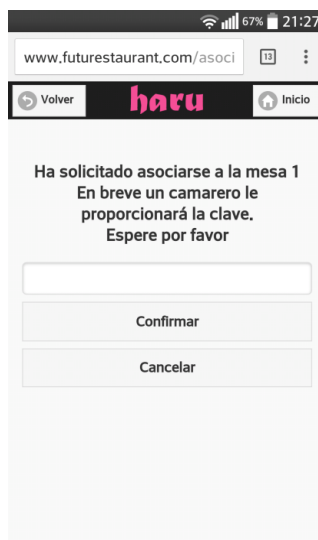 67% 21:27
www.futurestaurant.com/asoci 13
Volver haru Inicio
Ha solicitado asociarse a la mesa 1
En breve un camarero le
proporcionará la clave.
Espere por favor
Confirmar
Cancelar